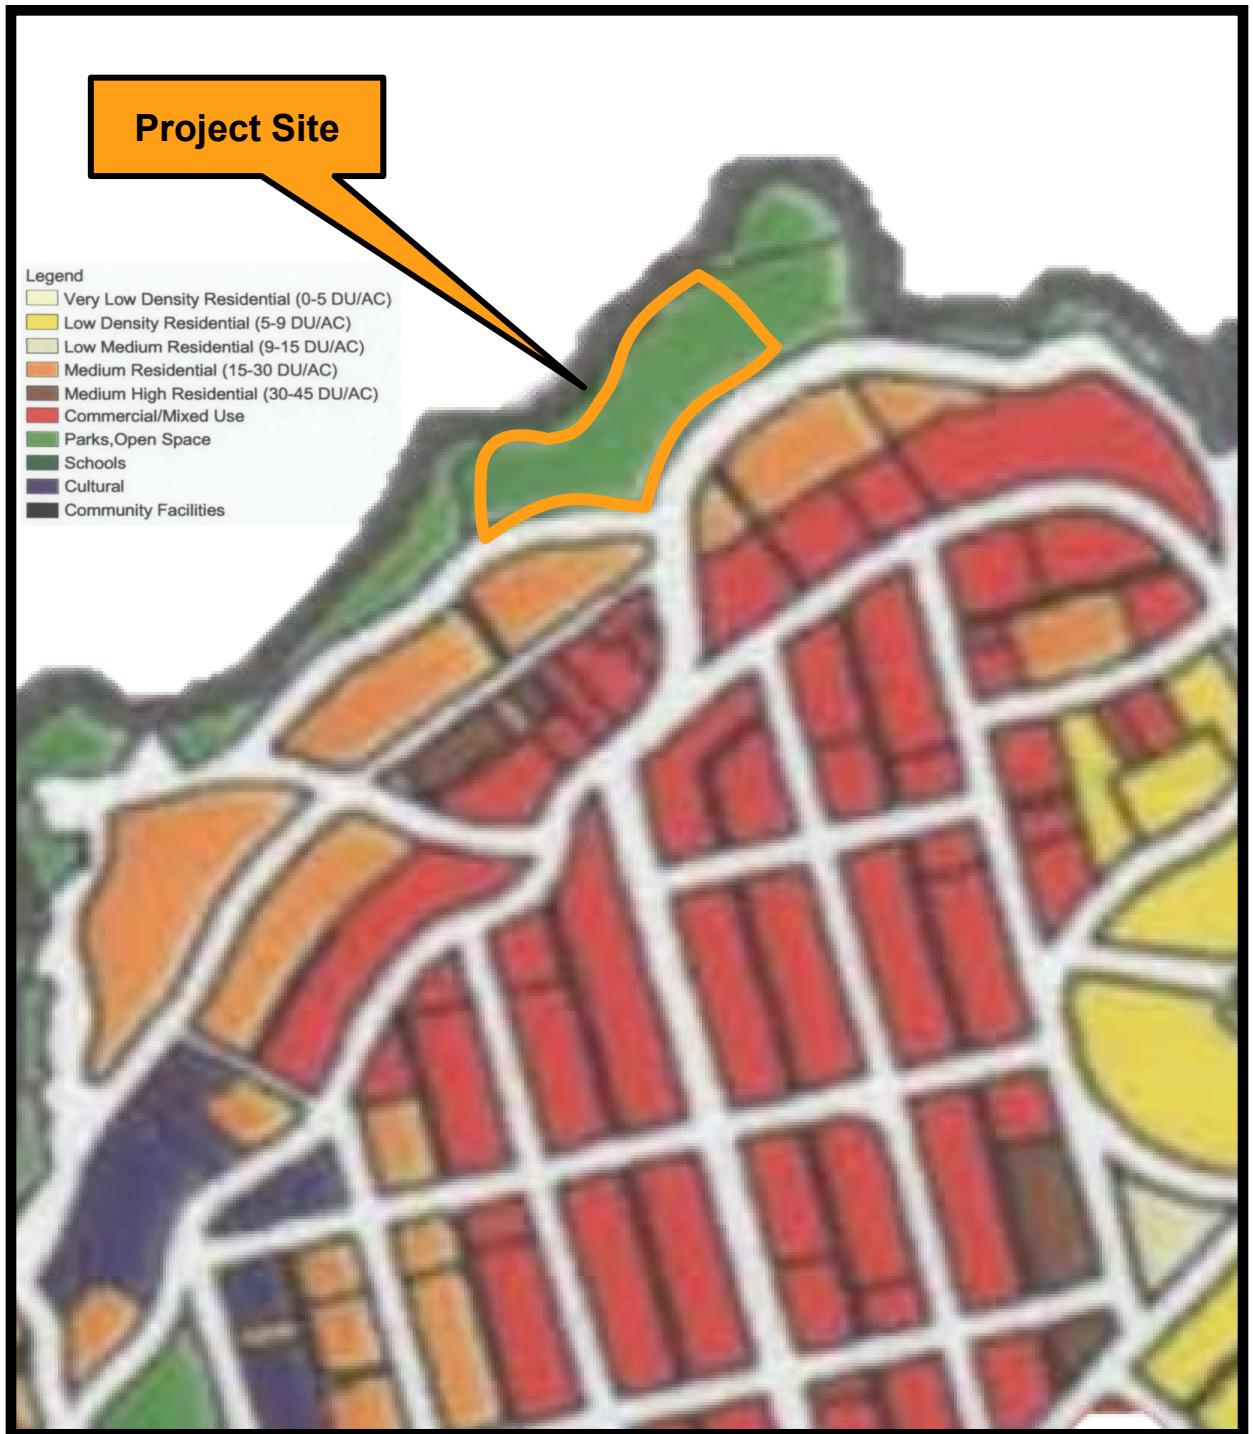 Project Site
Legend
Very Low Density Residential (0-5 DU/AC)
Low Density Residential (5-9 DU/AC)
Low Medium Residential (9-15 DU/AC)
Medium Residential (15-30 DU/AC)
Medium High Residential (30-45 DU/AC)
Commercial/Mixed Use
Parks,Open Space
Schools
Cultural
Community Facilities